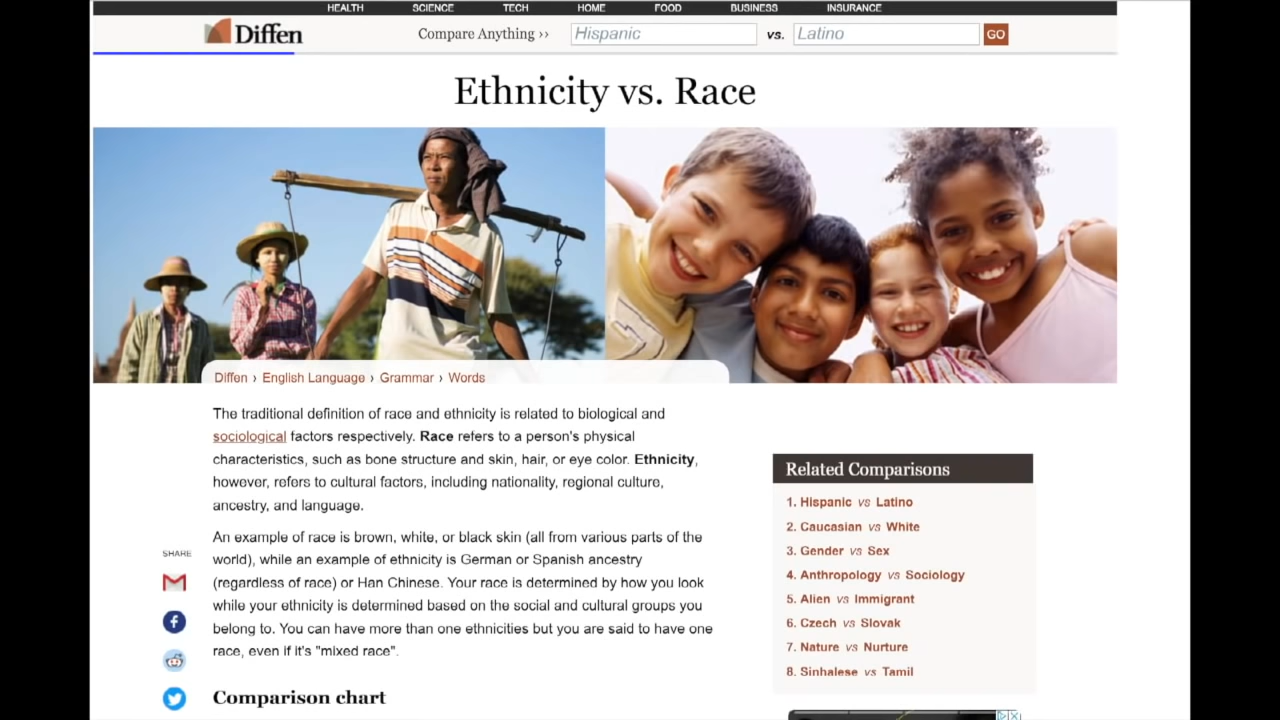 HEALTH SCIENCE TECH HOME FOOD BUSINESS INSURANCE
Diffen Compare Anything ›› Hispanic vs. Latino GO
Ethnicity vs. Race
Diffen › English Language › Grammar › Words
The traditional definition of race and ethnicity is related to biological and
sociological factors respectively. Race refers to a person's physical
characteristics, such as bone structure and skin, hair, or eye color. Ethnicity,
however, refers to cultural factors, including nationality, regional culture,
ancestry, and language.
An example of race is brown, white, or black skin (all from various parts of the
world), while an example of ethnicity is German or Spanish ancestry
(regardless of race) or Han Chinese. Your race is determined by how you look
while your ethnicity is determined based on the social and cultural groups you
belong to. You can have more than one ethnicities but you are said to have one
race, even if it's "mixed race".
SHARE
Comparison chart
Related Comparisons
1. Hispanic vs Latino
2. Caucasian vs White
3. Gender vs Sex
4. Anthropology vs Sociology
5. Alien vs Immigrant
6. Czech vs Slovak
7. Nature vs Nurture
8. Sinhalese vs Tamil